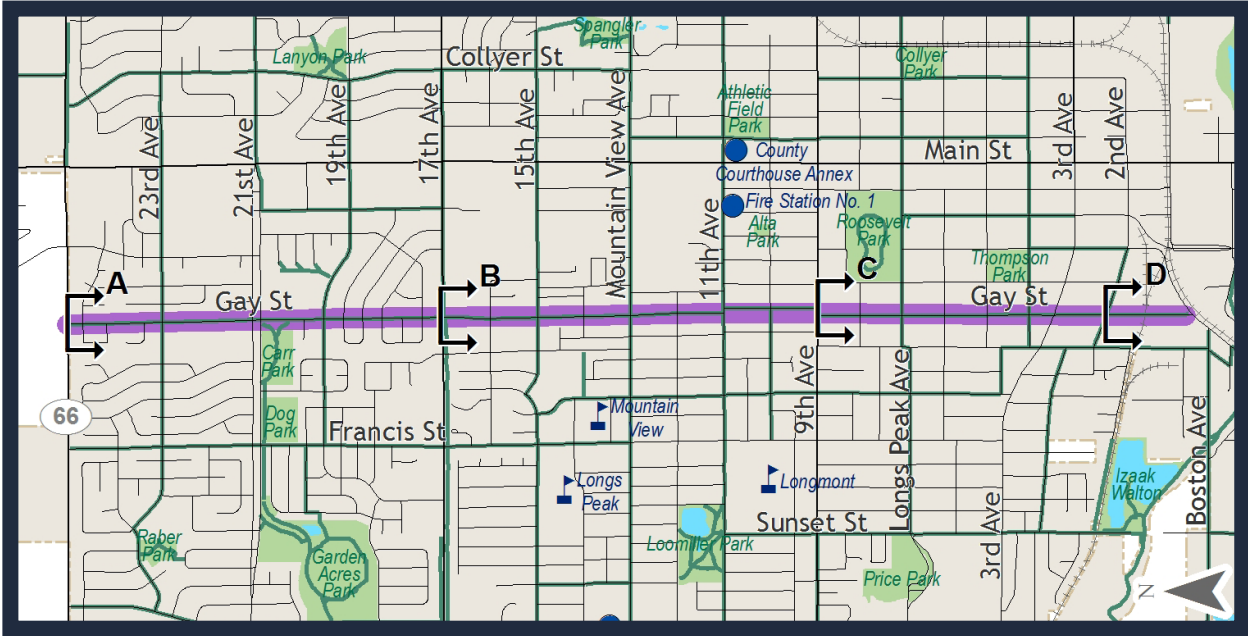 Spangler
Park
Lanyon Park
Collyer St
Collyer
Park
Athletic
Field
Park
23rd Ave
21st Ave
19th Ave
17th Ave
15th Ave
Mountain View Ave
County
Courthouse Annex
Main St
3rd Ave
2nd Ave
11th Ave
Fire Station No. 1
Alta
Park
Roosevelt
Park
Thompson
Park
A
B
C
D
Gay St
Gay St
Carr
Park
66
Dog
Park
Francis St
Mountain
View
9th Ave
Longs Peak Ave
Boston Ave
Longs
Peak
Longmont
Izaak
Walton
Sunset St
3rd Ave
Raber
Park
Garden
Acres
Park
Loomiller Park
Price Park
N